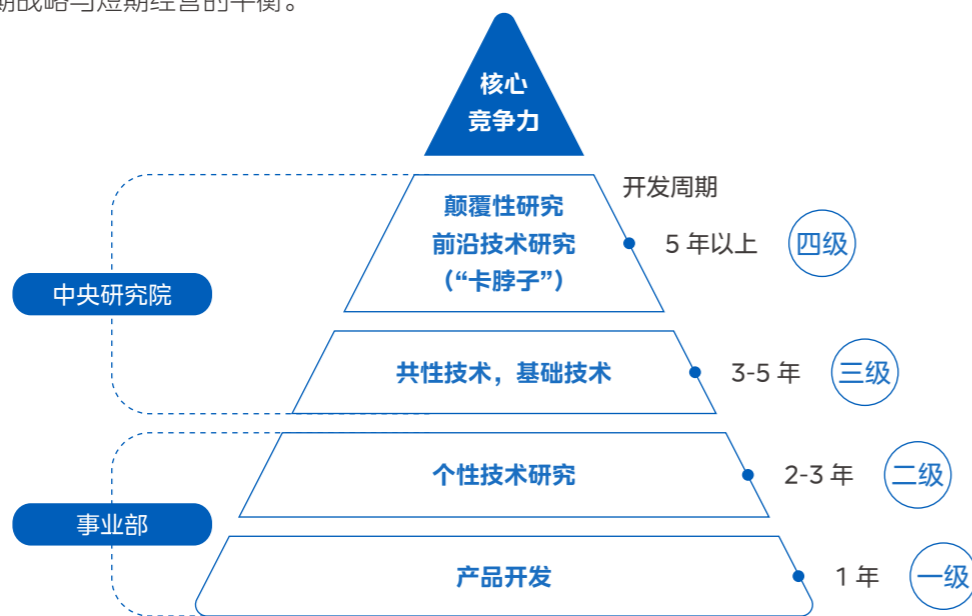 期战略与短期经营的平衡。
核心
竞争力
开发周期
颠覆性研究
前沿技术研究
（“卡脖子”）
5 年以上
四级
中央研究院
共性技术，基础技术
3-5 年
三级
个性技术研究
2-3 年
二级
事业部
产品开发
1 年
一级